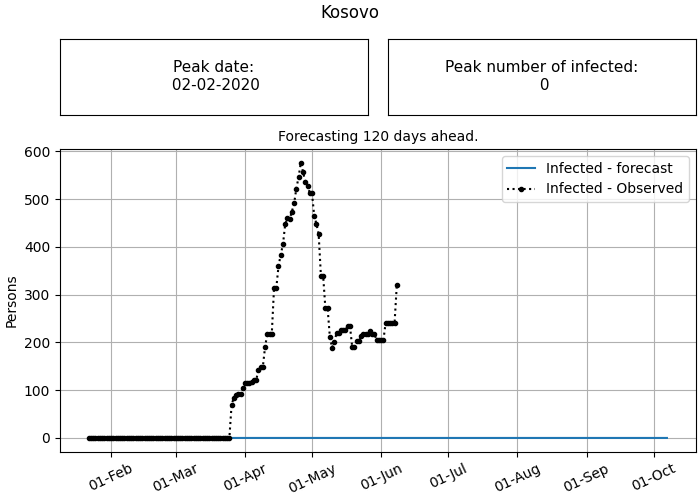 Kosovo
Peak date:
02-02-2020
Peak number of infected:
0
Forecasting 120 days ahead.
Infected - forecast
Infected - Observed
Persons
600
500
400
300
200
100
0
01-Feb
01-Mar
01-Apr
01-May
01-Jun
01-Jul
01-Aug
01-Sep
01-Oct